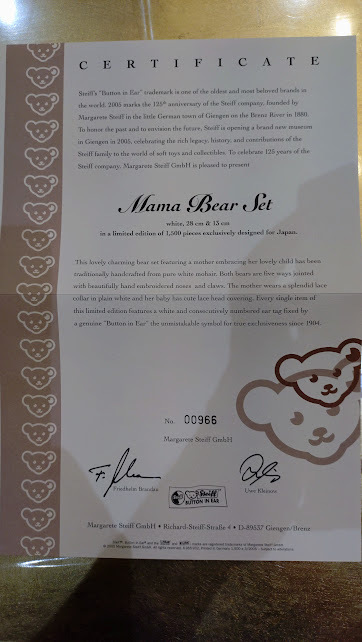 CERTIFICATE
Steiff's "Button in Ear" trademark is one of the oldest and most beloved brands in
the world. 2005 marks the 125th anniversary of the Steiff company, founded by
Margarete Steiff in the little German town of Giengen on the Brenz River in 1880.
To honor the past and to envision the future, Steiff is opening a brand new museum
in Giengen in 2005, celebrating the rich legacy, history, and contributions of the
Steiff family to the world of soft toys and collectibles. To celebrate 125 years of the
Steiff company, Margarete Steiff GmbH is pleased to present
Mama Bear Set
white, 28 cm & 13 cm
in a limited edition of 1,500 pieces exclusively designed for Japan.
This lovely charming bear set featuring a mother embracing her lovely child has been
traditionally handcrafted from pure white mohair. Both bears are five ways jointed
with beautifully hand embroidered noses and claws. The mother wears a splendid lace
collar in plain white and her baby has cute lace head covering. Every single item of
this limited edition features a white and consecutively numbered ear tag fixed by
a genuine "Button in Ear" the unmistakable symbol for true exclusiveness since 1904.
No. 00966
Margarete Steiff GmbH
Steiff
BUTTON IN EAR
Uwe Kleinow
Margarete Steiff GmbH • Richard-Steiff-Straße 4 • D-89537 Giengen/Brenz